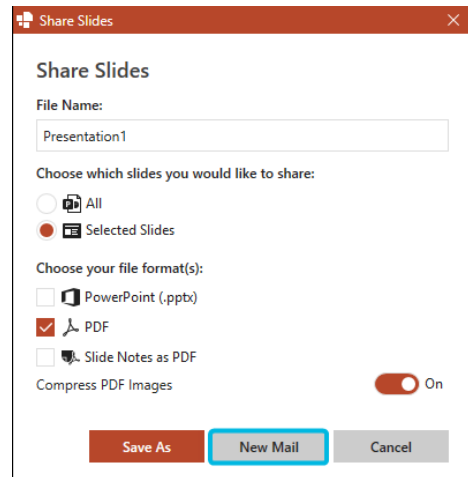 Share Slides
Share Slides
File Name:
Presentation1
Choose which slides you would like to share:
All
Selected Slides
Choose your file format(s):
PowerPoint (.pptx)
PDF
Slide Notes as PDF
Compress PDF Images On
Save As New Mail Cancel